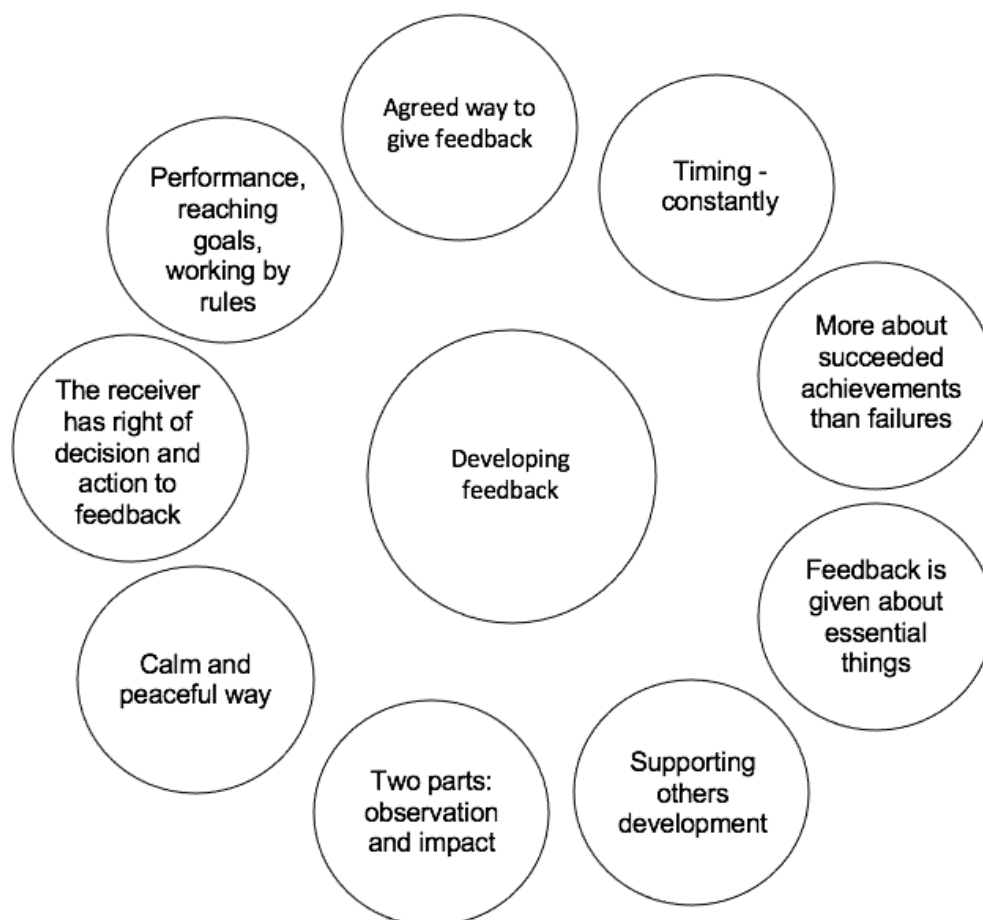 Agreed way to
give feedback
Timing -
constantly
More about
succeeded
achievements
than failures
Feedback is
given about
essential
things
Supporting
others
development
Two parts:
observation
and impact
Calm and
peaceful way
The receiver
has right of
decision and
action to
feedback
Performance,
reaching
goals,
working by
rules
Developing
feedback